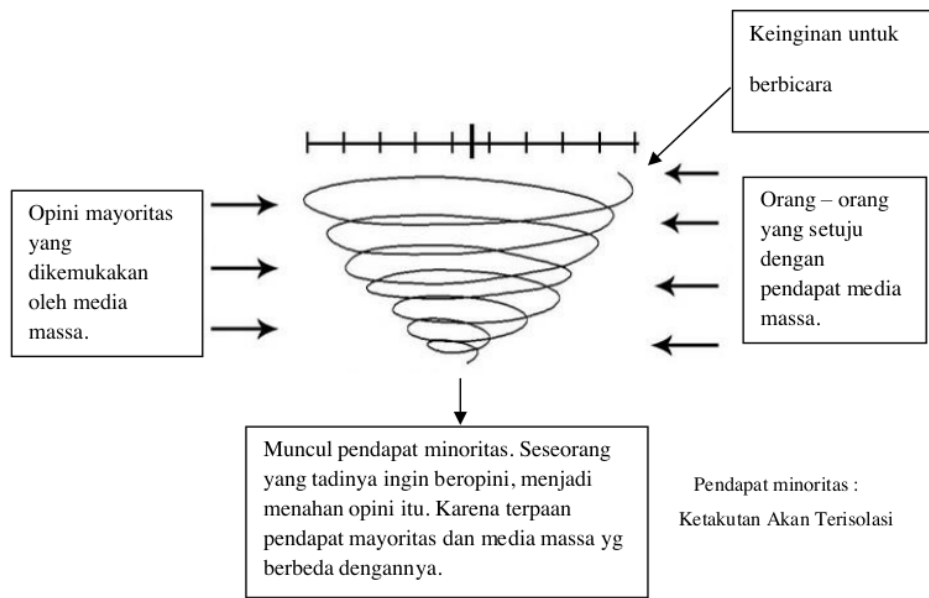 Keinginan untuk
berbicara
Opini mayoritas
yang
dikemukakan
oleh media
massa.
Orang – orang
yang setuju
dengan
pendapat media
massa.
Muncul pendapat minoritas. Seseorang
yang tadinya ingin beropini, menjadi
menahan opini itu. Karena terpaan
pendapat mayoritas dan media massa yg
berbeda dengannya.
Pendapat minoritas :
Ketakutan Akan Terisolasi